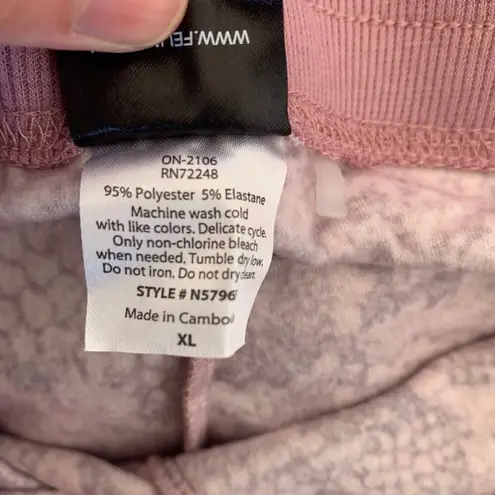 WWW.FELI
ON-2106
RN72248
95% Polyester 5% Elastane
Machine wash cold
with like colors. Delicate cycle.
Only non-chlorine bleach
when needed. Tumble dry low.
Do not iron. Do not dry clean.
STYLE # N5796
Made in Cambo
XL